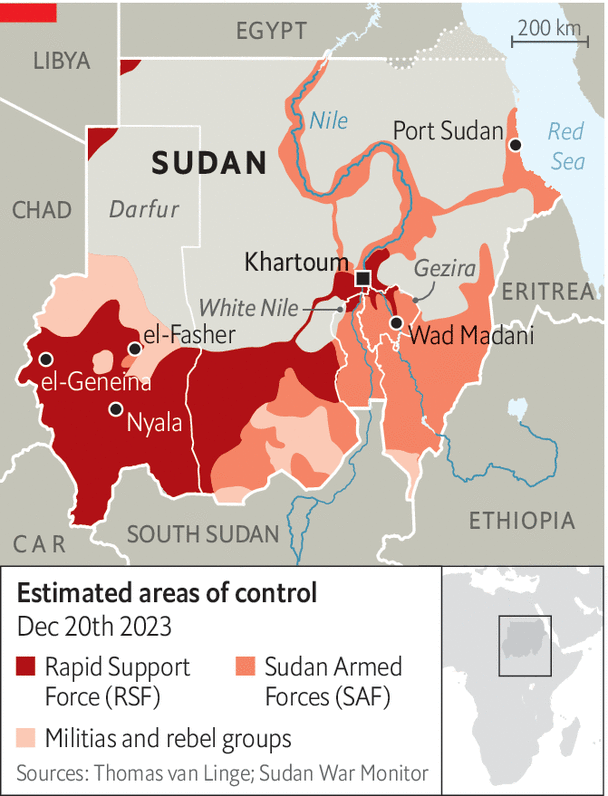 EGYPT
200 km
LIBYA
Nile
Port Sudan
Red
Sea
SUDAN
CHAD
Darfur
Khartoum
Gezira
ERITREA
White Nile
Wad Madani
el-Fasher
el-Geneina
Nyala
ETHIOPIA
SOUTH SUDAN
CAR
Estimated areas of control
Dec 20th 2023
Rapid Support
Force (RSF)
Sudan Armed
Forces (SAF)
Militias and rebel groups
Sources: Thomas van Linge; Sudan War Monitor